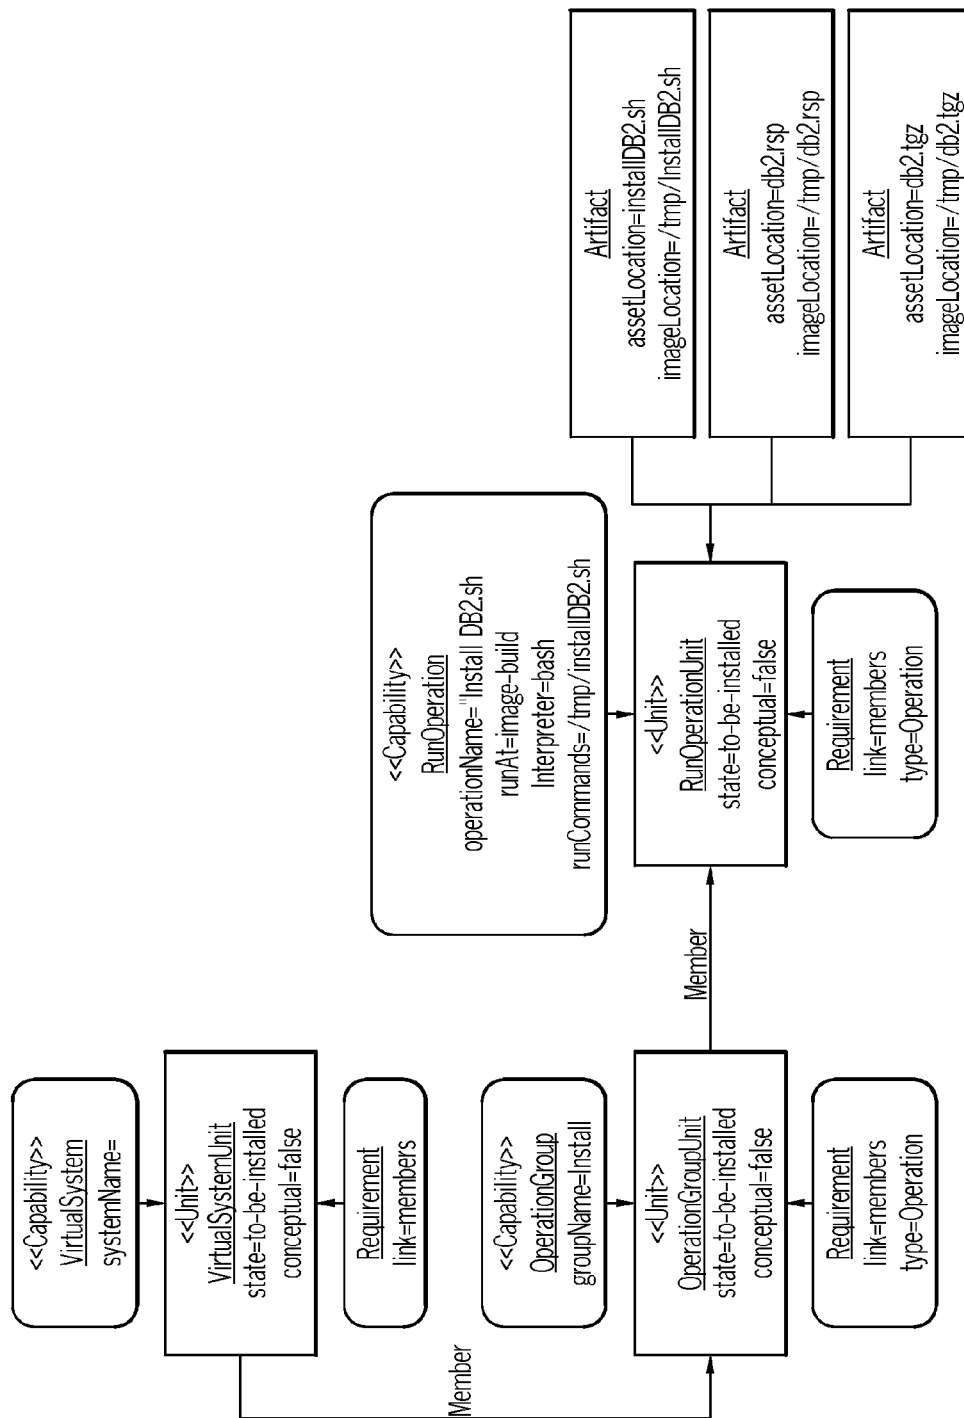 <<Capability>>
VirtualSystem
systemName=
<<Unit>>
VirtualSystemUnit
state=to-be-installed
conceptual=false
Requirement
link=members
Member
<<Capability>>
OperationGroup
groupName=Install
<<Unit>>
OperationGroupUnit
state=to-be-installed
conceptual=false
Requirement
link=members
type=Operation
Member
<<Capability>>
RunOperation
operationName="Install DB2.sh
runAt=image-build
Interpreter=bash
runCommands=/tmp/installDB2.sh
<<Unit>>
RunOperationUnit
state=to-be-installed
conceptual=false
Requirement
link=members
type=Operation
Artifact
assetLocation=installDB2.sh
imageLocation=/tmp/InstallDB2.sh
Artifact
assetLocation=db2.rsp
imageLocation=/tmp/db2.rsp
Artifact
assetLocation=db2.tgz
imageLocation=/tmp/db2.tgz